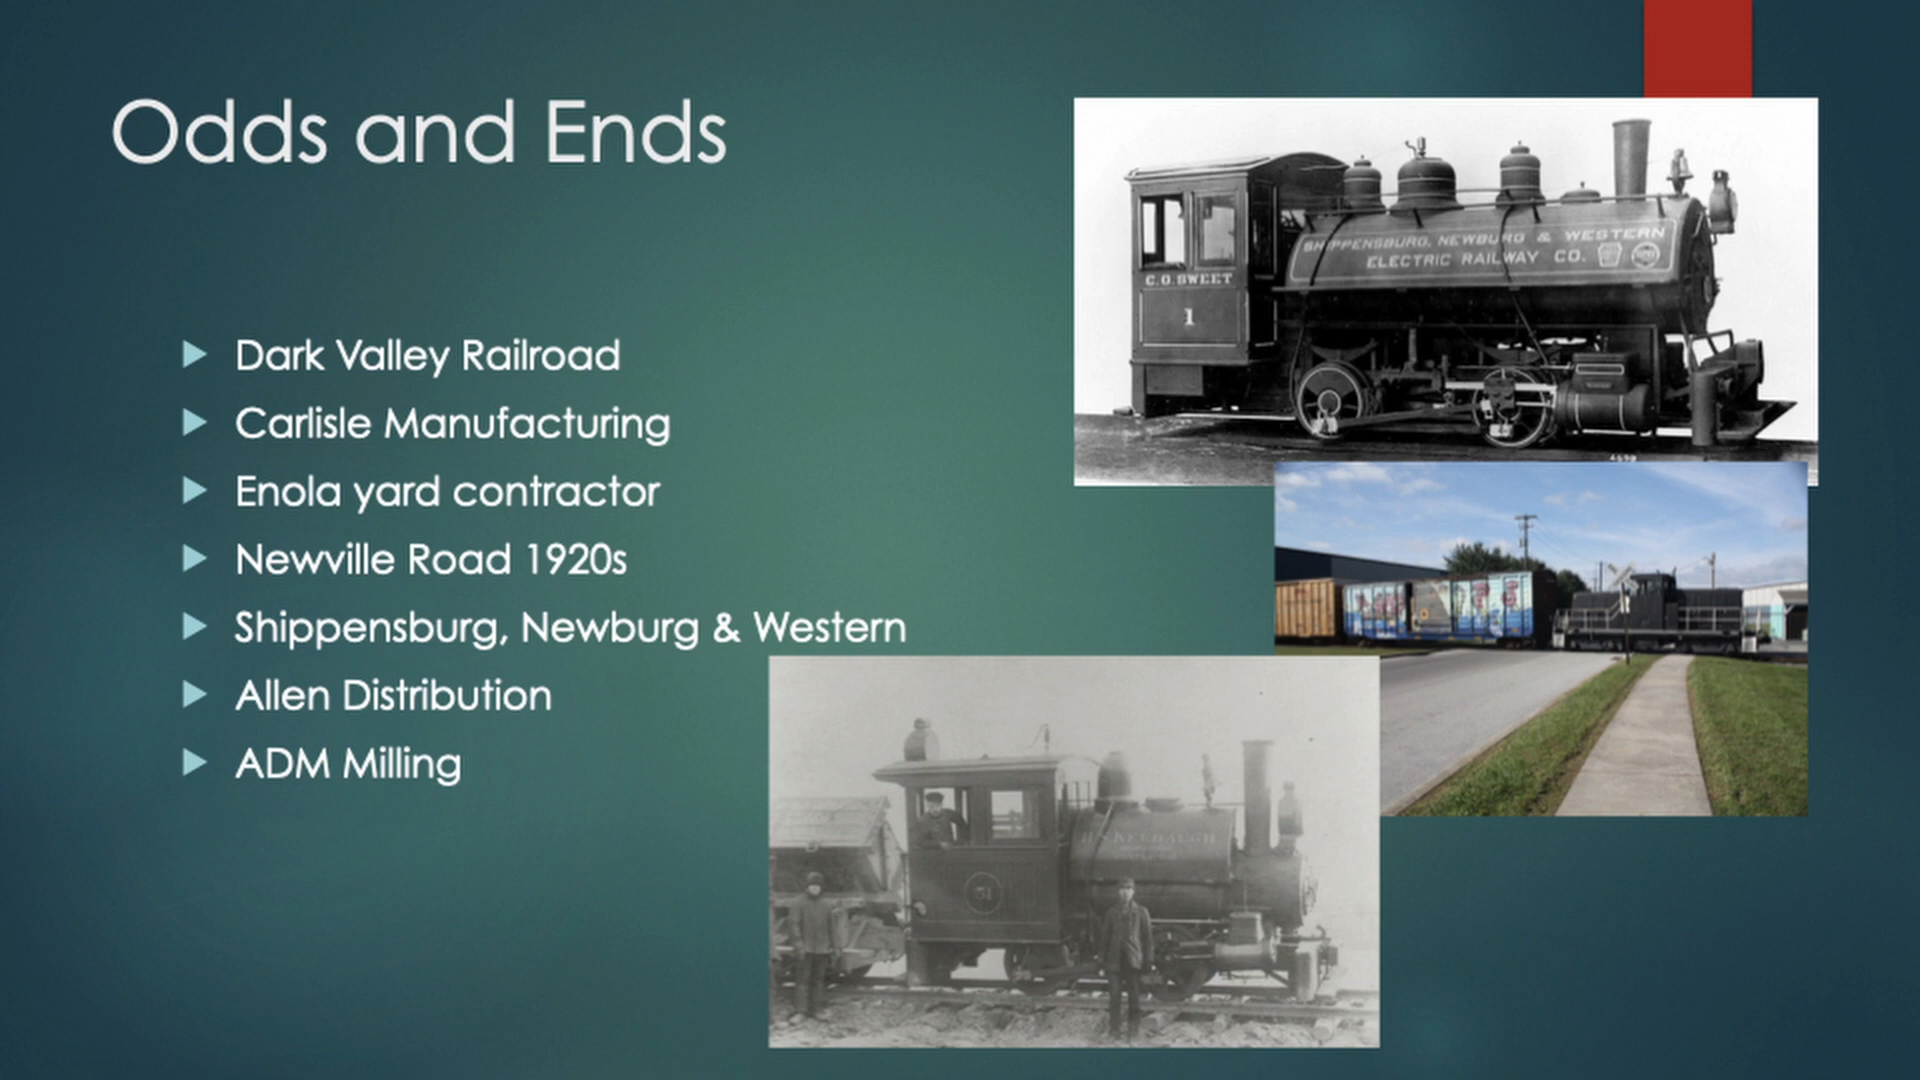 Odds and Ends
Dark Valley Railroad
Carlisle Manufacturing
Enola yard contractor
Newville Road 1920s
Shippensburg, Newburg & Western
Allen Distribution
ADM Milling
SHIPPENSBURG, NEWBURG & WESTERN
ELECTRIC RAILWAY CO.
C.O. SWEET
1
31